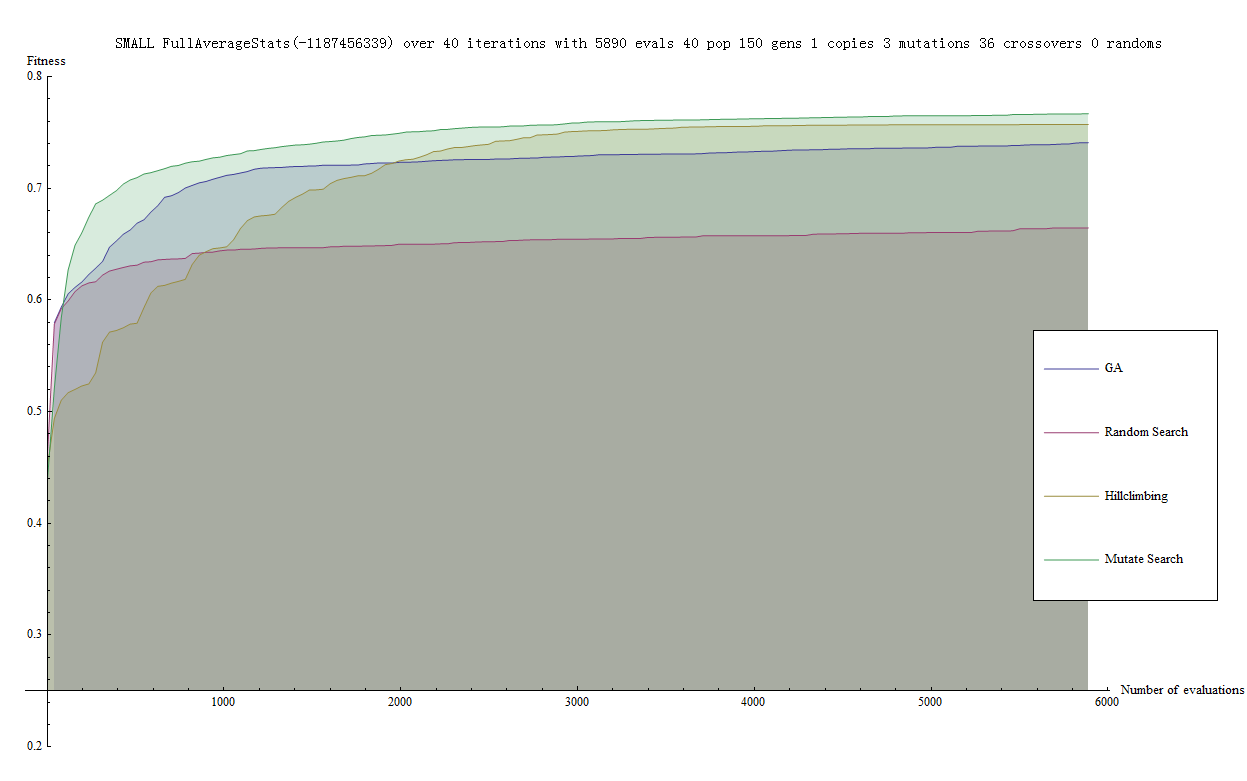 SMALL FullAverageStats(-1187456339) over 40 iterations with 5890 evals 40 pop 150 gens 1 copies 3 mutations 36 crossovers 0 randoms
Fitness
0.8
0.7
0.6
0.5
0.4
0.3
0.2
GA
Random Search
Hillclimbing
Mutate Search
1000 2000 3000 4000 5000 6000
Number of evaluations